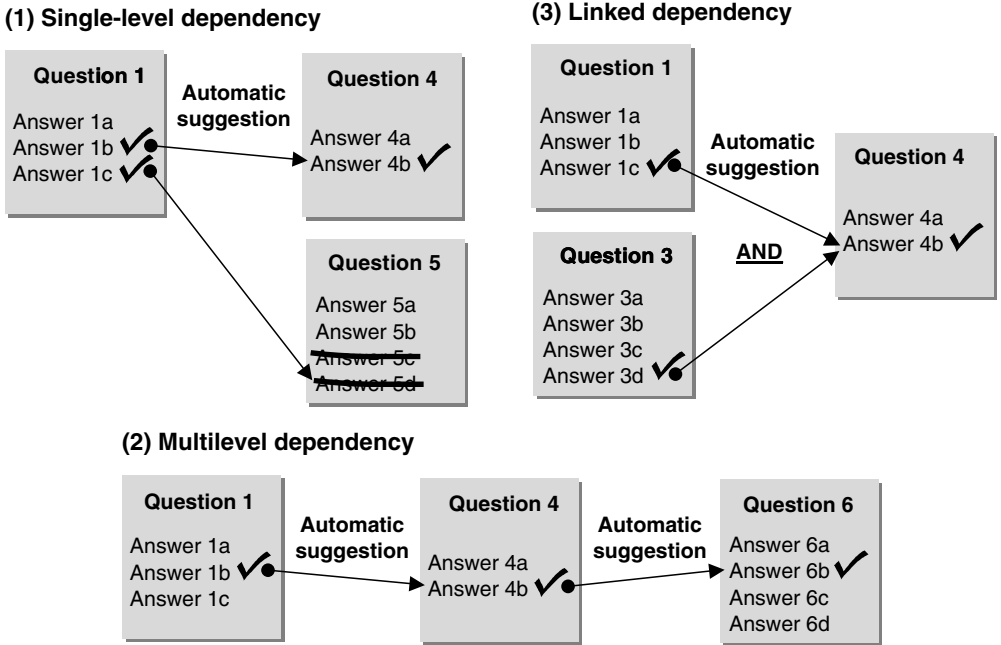 (1) Single-level dependency
Question 1
Answer 1a
Answer 1b
Answer 1c
Automatic
suggestion
Question 4
Answer 4a
Answer 4b
Question 5
Answer 5a
Answer 5b
Answer 5c
Answer 5d
(3) Linked dependency
Question 1
Answer 1a
Answer 1b
Answer 1c
Automatic
suggestion
Question 4
Answer 4a
Answer 4b
AND
Question 3
Answer 3a
Answer 3b
Answer 3c
Answer 3d
(2) Multilevel dependency
Question 1
Answer 1a
Answer 1b
Answer 1c
Automatic
suggestion
Question 4
Answer 4a
Answer 4b
Automatic
suggestion
Question 6
Answer 6a
Answer 6b
Answer 6c
Answer 6d